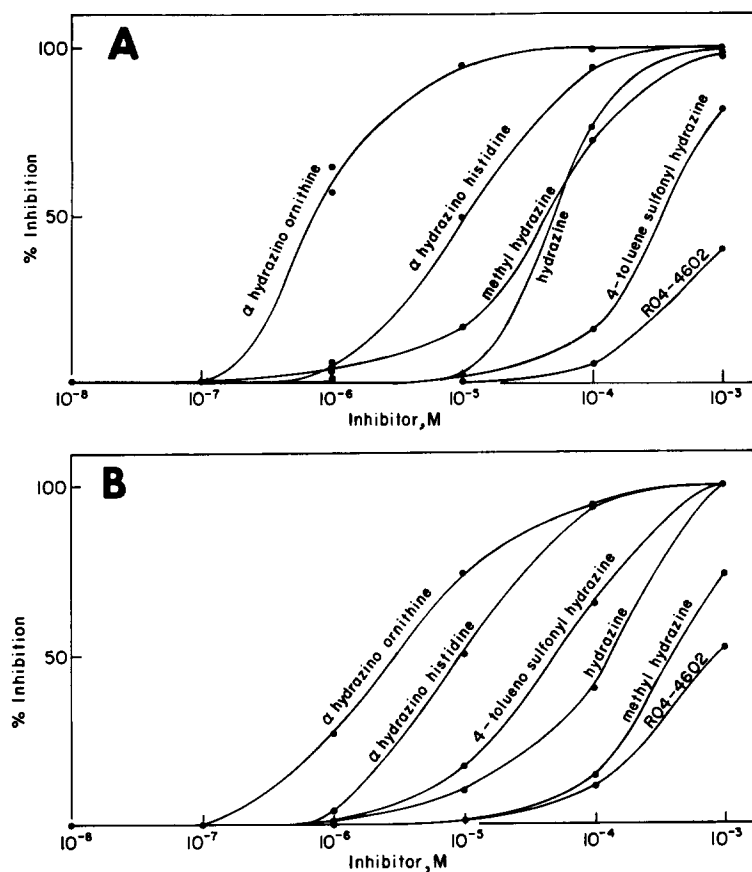 A
100
50
% Inhibition
α hydrazino ornithine
α hydrazino histidine
methyl hydrazine
hydrazine
4-toluene sulfonyl hydrazine
RO4-4602
10-8
10-7
10-6
10-5
10-4
10-3
Inhibitor, M
B
100
50
% Inhibition
α hydrazino ornithine
α hydrazino histidine
4-tolueno sulfonyl hydrazine
hydrazine
methyl hydrazine
RO4-4602
10-8
10-7
10-6
10-5
10-4
10-3
Inhibitor, M